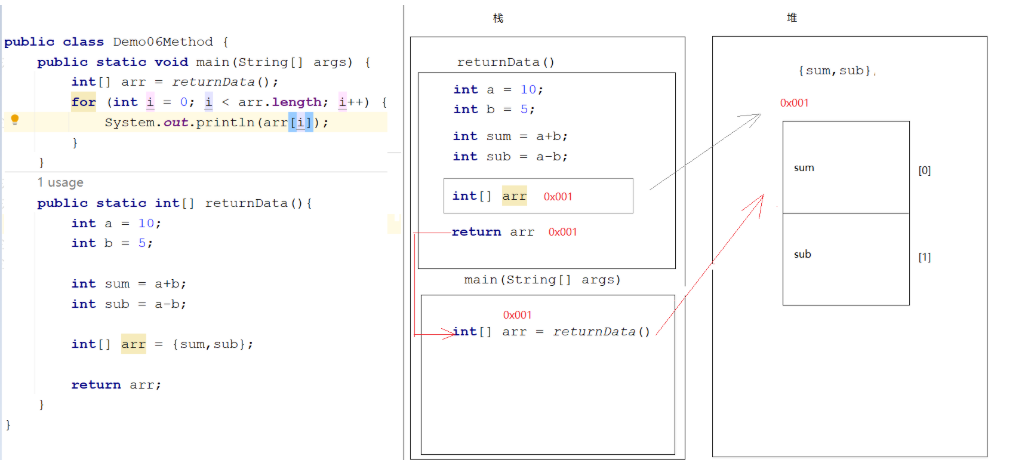 public class Demo06Method {
public static void main(String[] args) {
int[] arr = returnData();
for (int i = 0; i < arr.length; i++) {
System.out.println(arr[i]);
}
}
1 usage
public static int[] returnData(){
int a = 10;
int b = 5;
int sum = a+b;
int sub = a-b;
int[] arr = {sum,sub};
return arr;
}
}
栈
returnData()
int a = 10;
int b = 5;
int sum = a+b;
int sub = a-b;
int[] arr 0x001
return arr 0x001
main(String[] args)
0x001
int[] arr = returnData()
堆
{sum,sub}.
0x001
sum [0]
sub [1]